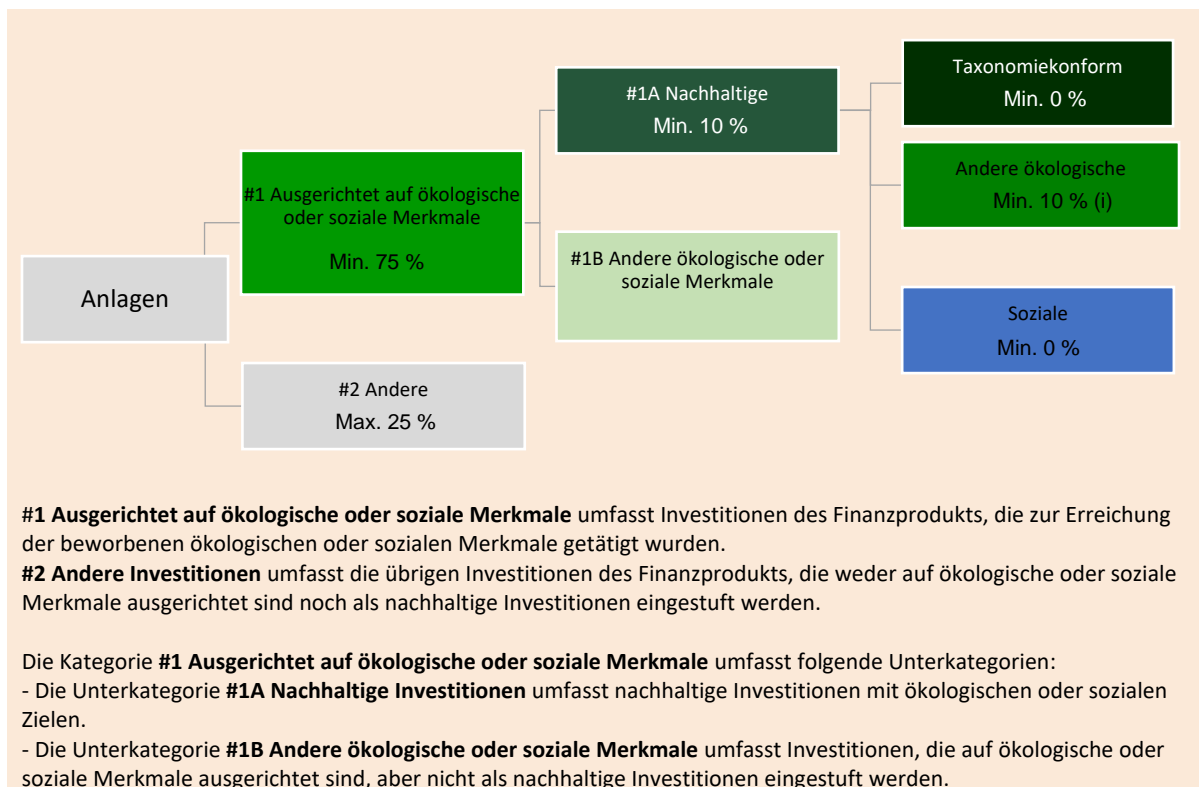 Anlagen
#1 Ausgerichtet auf ökologische
oder soziale Merkmale
Min. 75 %
#2 Andere
Max. 25 %
#1A Nachhaltige
Min. 10 %
#1B Andere ökologische oder
soziale Merkmale
Taxonomiekonform
Min. 0 %
Andere ökologische
Min. 10 % (i)
Soziale
Min. 0 %
#1 Ausgerichtet auf ökologische oder soziale Merkmale umfasst Investitionen des Finanzprodukts, die zur Erreichung
der beworbenen ökologischen oder sozialen Merkmale getätigt wurden.
#2 Andere Investitionen umfasst die übrigen Investitionen des Finanzprodukts, die weder auf ökologische oder soziale
Merkmale ausgerichtet sind noch als nachhaltige Investitionen eingestuft werden.
Die Kategorie #1 Ausgerichtet auf ökologische oder soziale Merkmale umfasst folgende Unterkategorien:
- Die Unterkategorie #1A Nachhaltige Investitionen umfasst nachhaltige Investitionen mit ökologischen oder sozialen
Zielen.
- Die Unterkategorie #1B Andere ökologische oder soziale Merkmale umfasst Investitionen, die auf ökologische oder
soziale Merkmale ausgerichtet sind, aber nicht als nachhaltige Investitionen eingestuft werden.